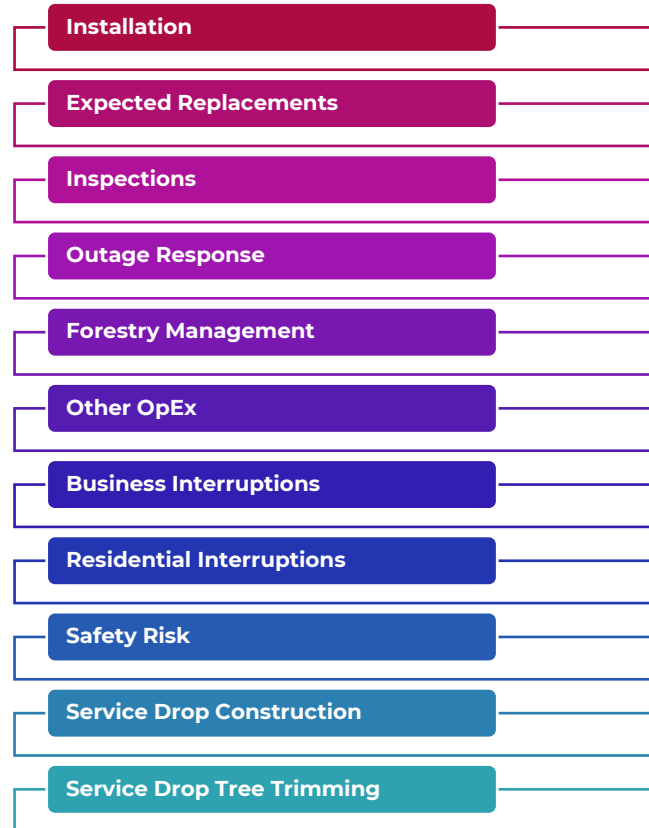 Installation
Expected Replacements
Inspections
Outage Response
Forestry Management
Other OpEx
Business Interruptions
Residential Interruptions
Safety Risk
Service Drop Construction
Service Drop Tree Trimming